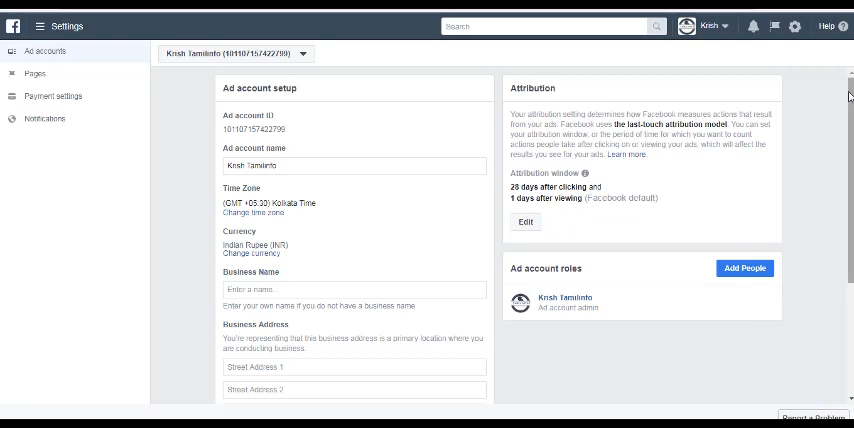 f
Settings
Search
Krish
Help
Ad accounts
Pages
Payment settings
Notifications
Krish Tamilinfo (101107157422799)
Ad account setup
Ad account ID
101107157422799
Ad account name
Krish Tamilinfo
Time Zone
(GMT +05:30) Kolkata Time
Change time zone
Currency
Indian Rupee (INR)
Change currency
Business Name
Enter a name...
Enter your own name if you do not have a business name
Business Address
You're representing that this business address is a primary location where you
are conducting business.
Street Address 1
Street Address 2
Attribution
Your attribution setting determines how Facebook measures actions that result
from your ads. Facebook uses the last-touch attribution model. You can set
your attribution window, or the period of time for which you want to count
actions people take after clicking on or viewing your ads, which will affect the
results you see for your ads. Learn more.
Attribution window
28 days after clicking and
1 days after viewing (Facebook default)
Edit
Ad account roles
Add People
Krish Tamilinfo
Ad account admin
Report a Problem